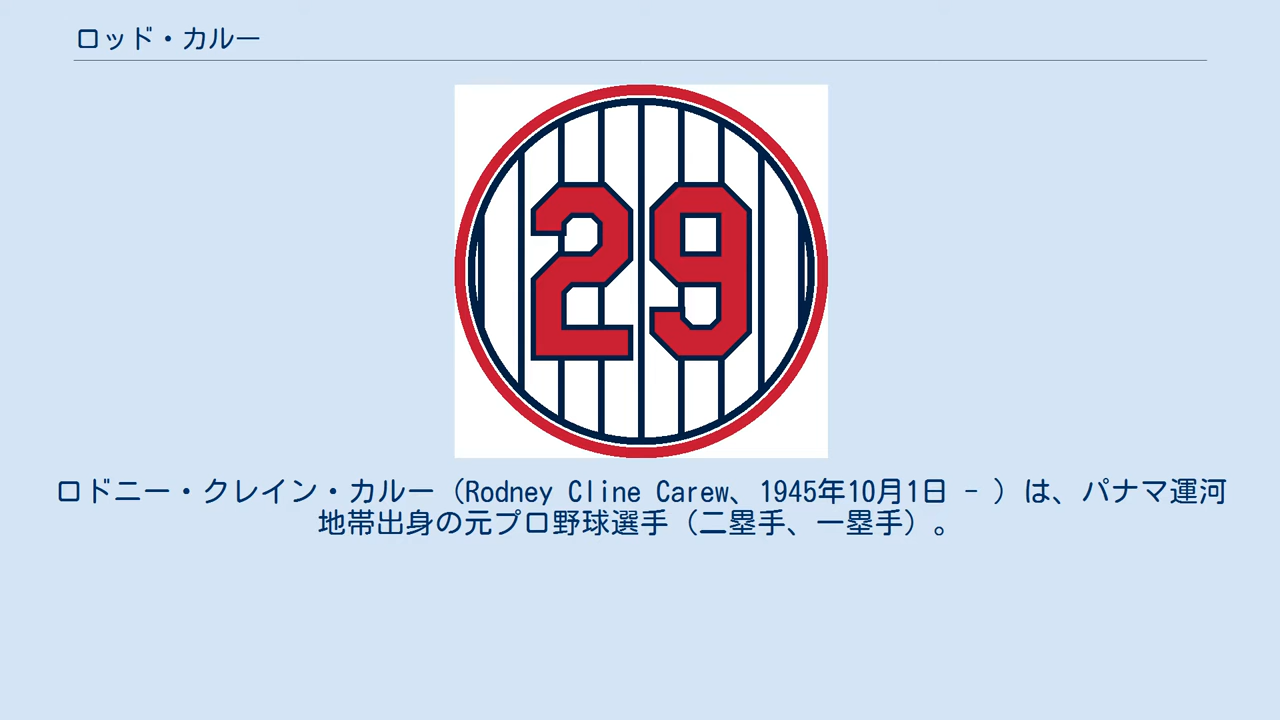 ロッド・カルー
29
ロドニー・クレイン・カルー（Rodney Cline Carew、1945年10月1日 - ）は、パナマ運河
地帯出身の元プロ野球選手（二塁手、一塁手）。